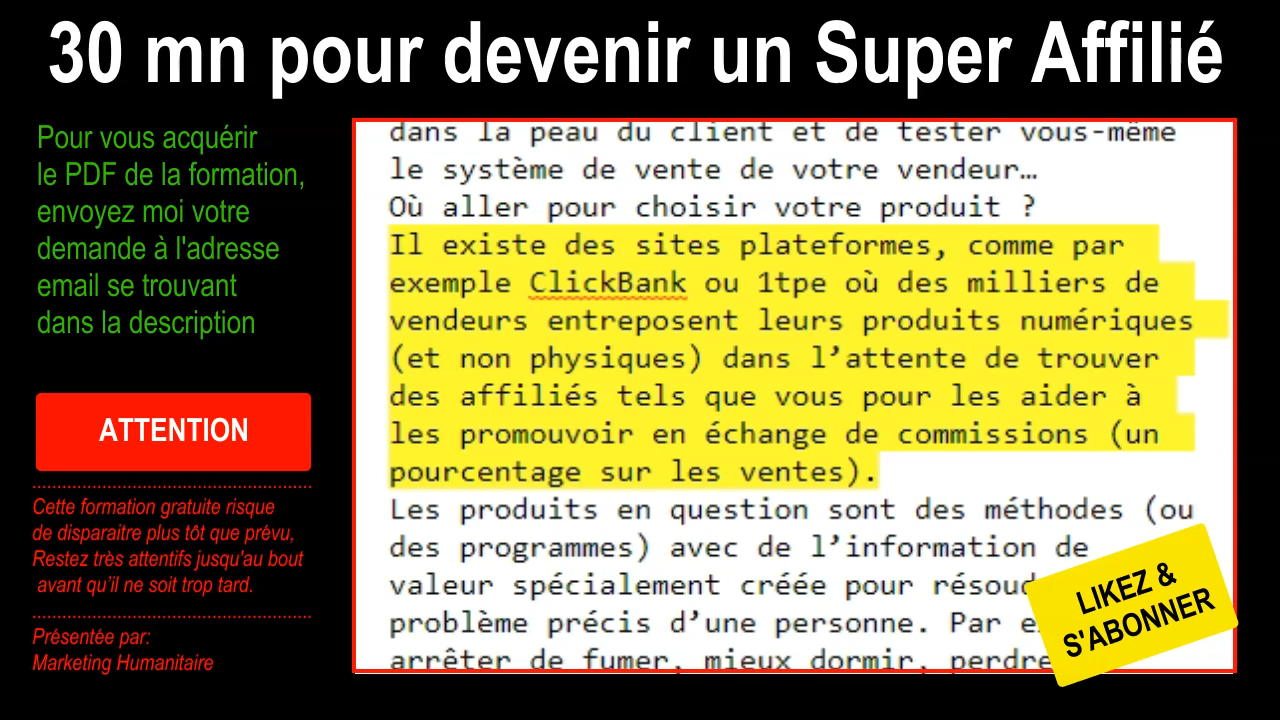 30 mn pour devenir un Super Affilié
Pour vous acquérir
le PDF de la formation,
envoyez moi votre
demande à l'adresse
email se trouvant
dans la description
ATTENTION
Cette formation gratuite risque
de disparaitre plus tôt que prévu,
Restez très attentifs jusqu'au bout
avant qu'il ne soit trop tard.
Présentée par:
Marketing Humanitaire
dans la peau du client et de tester vous-même
le système de vente de votre vendeur…
Où aller pour choisir votre produit ?
Il existe des sites plateformes, comme par
exemple ClickBank ou 1tpe où des milliers de
vendeurs entreposent leurs produits numériques
(et non physiques) dans l’attente de trouver
des affiliés tels que vous pour les aider à
les promouvoir en échange de commissions (un
pourcentage sur les ventes).
Les produits en question sont des méthodes (ou
des programmes) avec de l’information de
valeur spécialement créée pour
problème précis d’une personne. Par
arrêter de fumer, mieux dormir, perdre
LIKEZ &
S'ABONNER